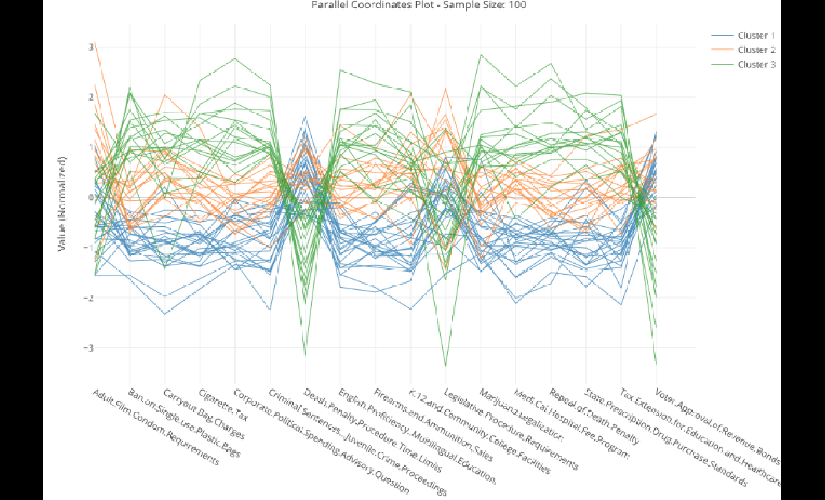 Parallel Coordinates Plot - Sample Size: 100
Cluster 1
Cluster 2
Cluster 3
Value (Normalized)
3
2
1
0
−1
−2
−3
Adult.Film.Condom.Requirements
Ban.on.Single.use.Plastic.Bags
Carryout.Bag.Charges
Cigarette.Tax
Corporate.Political.Spending.Advisory.Question
Criminal.Sentences..Juvenile.Crime.Proceedings
Death.Penalty.Procedure.Time.Limits
English.Proficiency..Multilingual.Education.
Firearms.and.Ammunition.Sales
K.12.and.Community.College.Facilities
Legislative.Procedure.Requirements
Marijuana.Legalization
Medi.Cal.Hospital.Fee.Program.
Repeal.of.Death.Penalty
State.Prescription.Drug.Purchase.Standards
Tax.Extension.for.Education.and.Healthcare
Voter.Approval.of.Revenue.Bonds